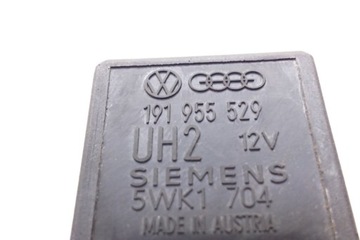 191 955 529
UH2 12V
SIEMENS
5WK1 704
MADE IN AUSTRIA